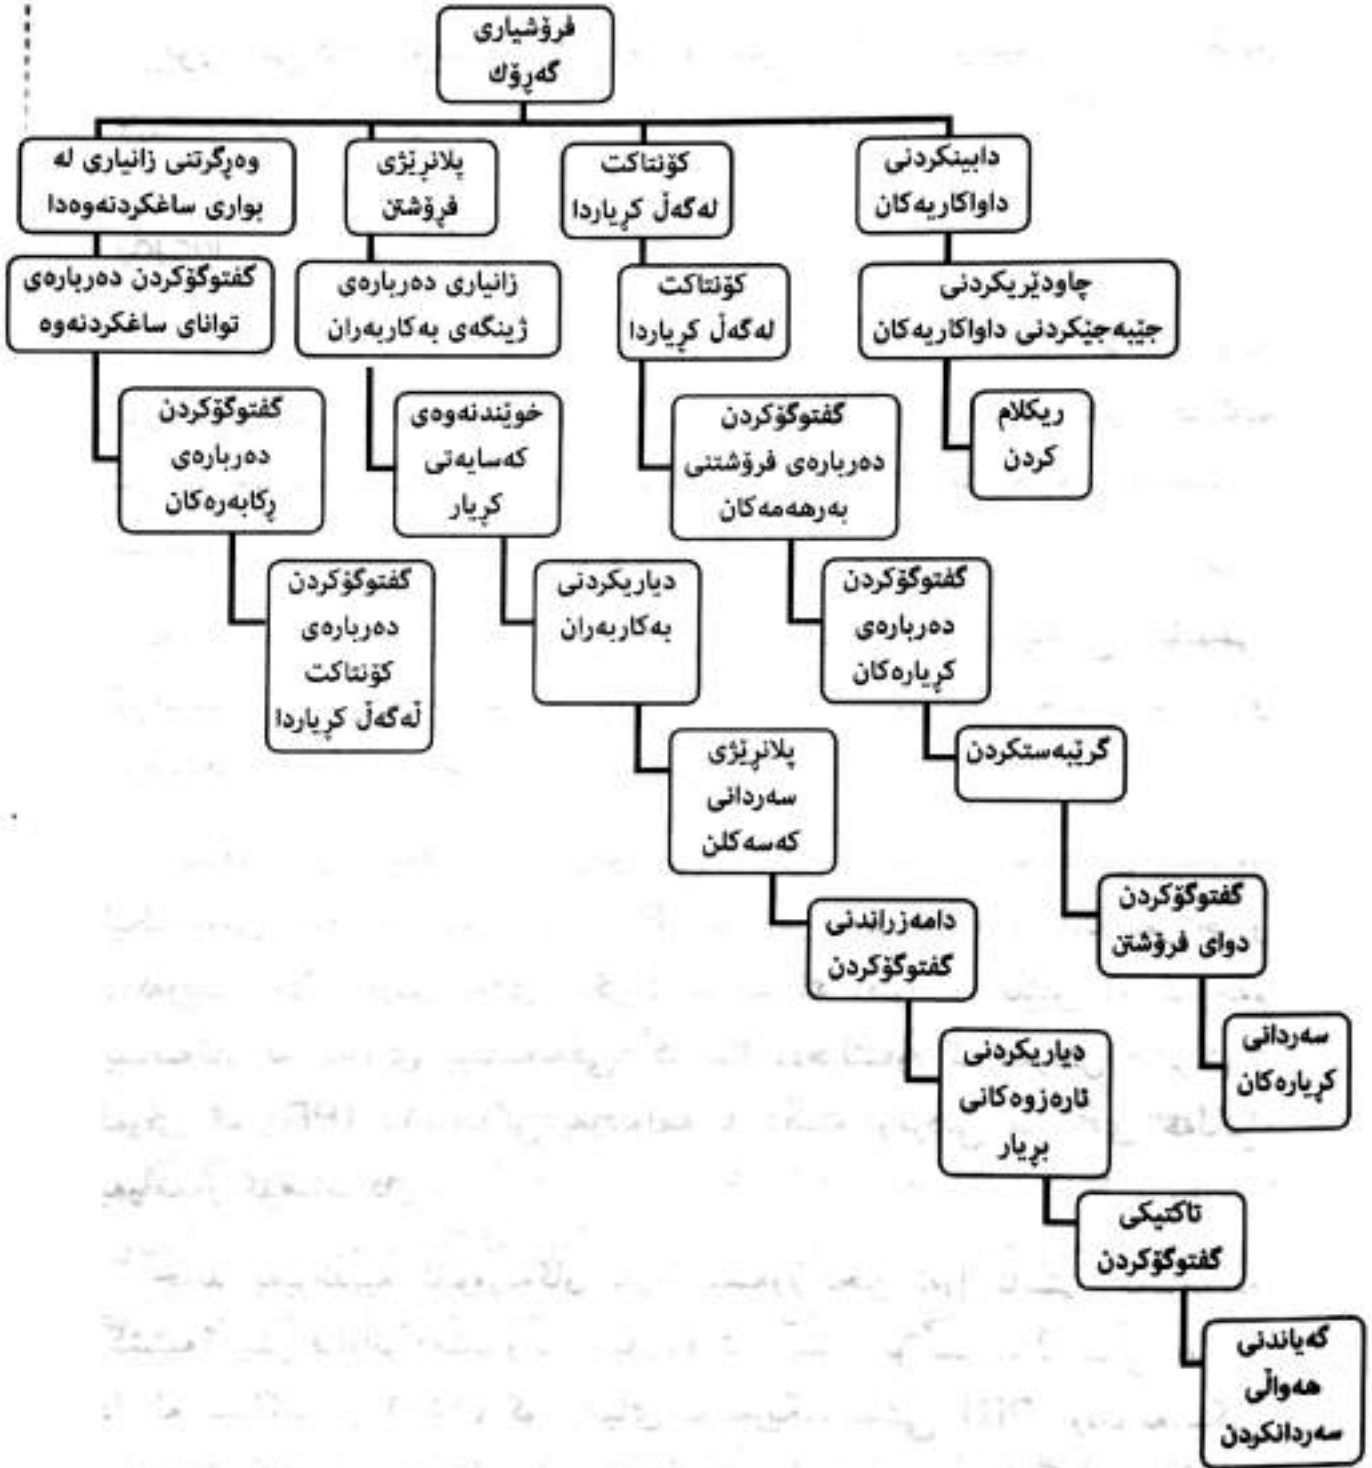 فرۆشیاری
گەڕۆك
دابینکردنی
داواکاریەکان
چاودێریکردنی
جێبەجێکردنی داواکاریەکان
ریکلام
کردن
کۆنتاکت
لەگەڵ کڕیاردا
کۆنتاکت
لەگەڵ کڕیاردا
گفتوگۆکردن
دەربارەی فرۆشتنی
بەرهەمەکان
گفتوگۆکردن
دەربارەی
کڕیارەکان
گرێبەستکردن
گفتوگۆکردن
دوای فرۆشتن
سەردانی
کڕیارەکان
پلانڕێژی
فرۆشتن
زانیاری دەربارەی
ژینگەی بەکاربەران
خوێندنەوەی
کەسایەتی
کڕیار
دیاریکردنی
بەکاربەران
پلانڕێژی
سەردانی
کەسەکلن
دامەزراندنی
گفتوگۆکردن
دیاریکردنی
ئارەزوەکانی
بڕیار
تاکتیکی
گفتوگۆکردن
گەیاندنی
هەواڵی
سەردانکردن
وەرگرتنی زانیاری لە
بواری ساغکردنەوەدا
گفتوگۆکردن دەربارەی
توانای ساغکردنەوە
گفتوگۆکردن
دەربارەی
ڕکابەرەکان
گفتوگۆکردن
دەربارەی
کۆنتاکت
ڵەگەڵ کڕیاردا